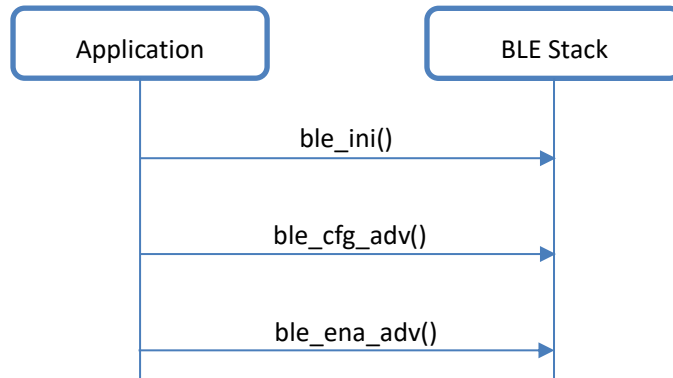 Application
BLE Stack
ble_ini()
ble_cfg_adv()
ble_ena_adv()